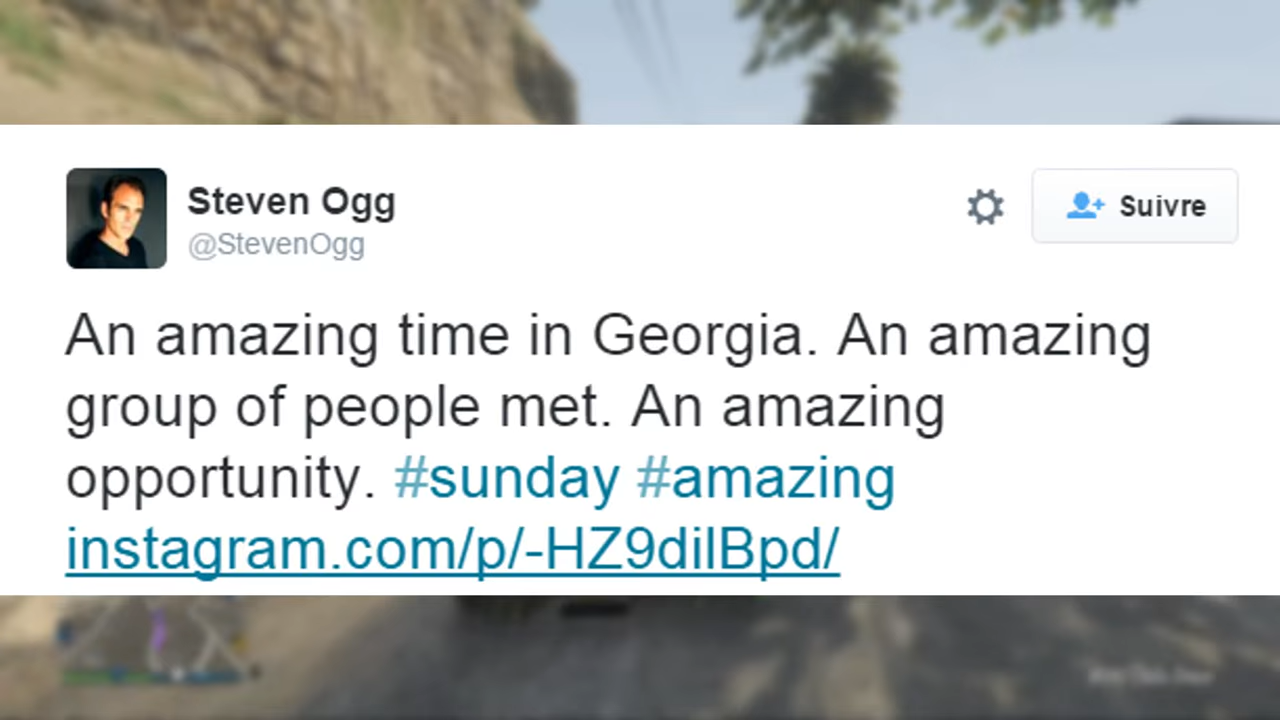 Steven Ogg
@StevenOgg
Suivre
An amazing time in Georgia. An amazing
group of people met. An amazing
opportunity. #sunday #amazing
instagram.com/p/-HZ9dilBpd/